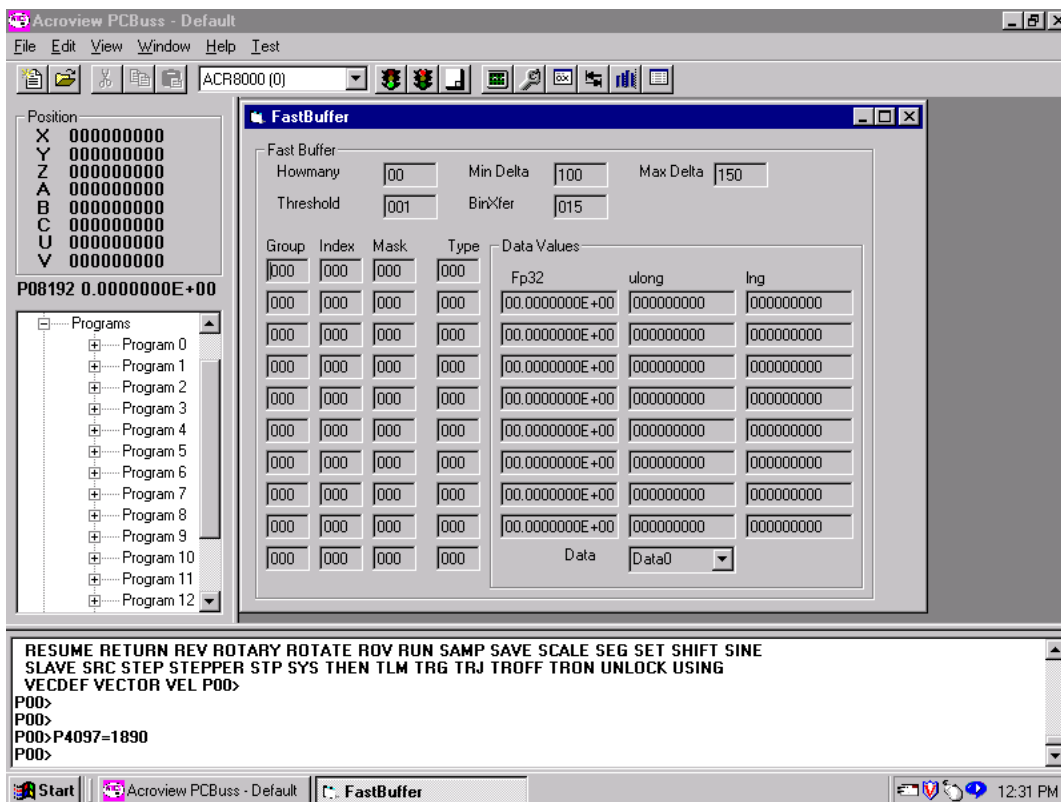 Acroview PCBuss - Default
File Edit View Window Help Test
ACR8000 (0)
Position
X 000000000
Y 000000000
Z 000000000
A 000000000
B 000000000
C 000000000
U 000000000
V 000000000
P08192 0.0000000E+00
Programs
Program 0
Program 1
Program 2
Program 3
Program 4
Program 5
Program 6
Program 7
Program 8
Program 9
Program 10
Program 11
Program 12
FastBuffer
Fast Buffer
Howmany 00 Min Delta 100 Max Delta 150
Threshold 001 BinXfer 015
Group Index Mask Type Data Values
000 000 000 000 Fp32 ulong lng
000 000 000 000 00.0000000E+00 000000000 000000000
000 000 000 000 00.0000000E+00 000000000 000000000
000 000 000 000 00.0000000E+00 000000000 000000000
000 000 000 000 00.0000000E+00 000000000 000000000
000 000 000 000 00.0000000E+00 000000000 000000000
000 000 000 000 00.0000000E+00 000000000 000000000
000 000 000 000 00.0000000E+00 000000000 000000000
000 000 000 000 00.0000000E+00 000000000 000000000
000 000 000 000 Data Data0
RESUME RETURN REV ROTARY ROTATE ROV RUN SAMP SAVE SCALE SEG SET SHIFT SINE
SLAVE SRC STEP STEPPER STP SYS THEN TLM TRG TRJ TROFF TRON UNLOCK USING
VECDEF VECTOR VEL P00>
P00>
P00>
P00>P4097=1890
P00>
Start Acroview PCBuss - Default FastBuffer 12:31 PM